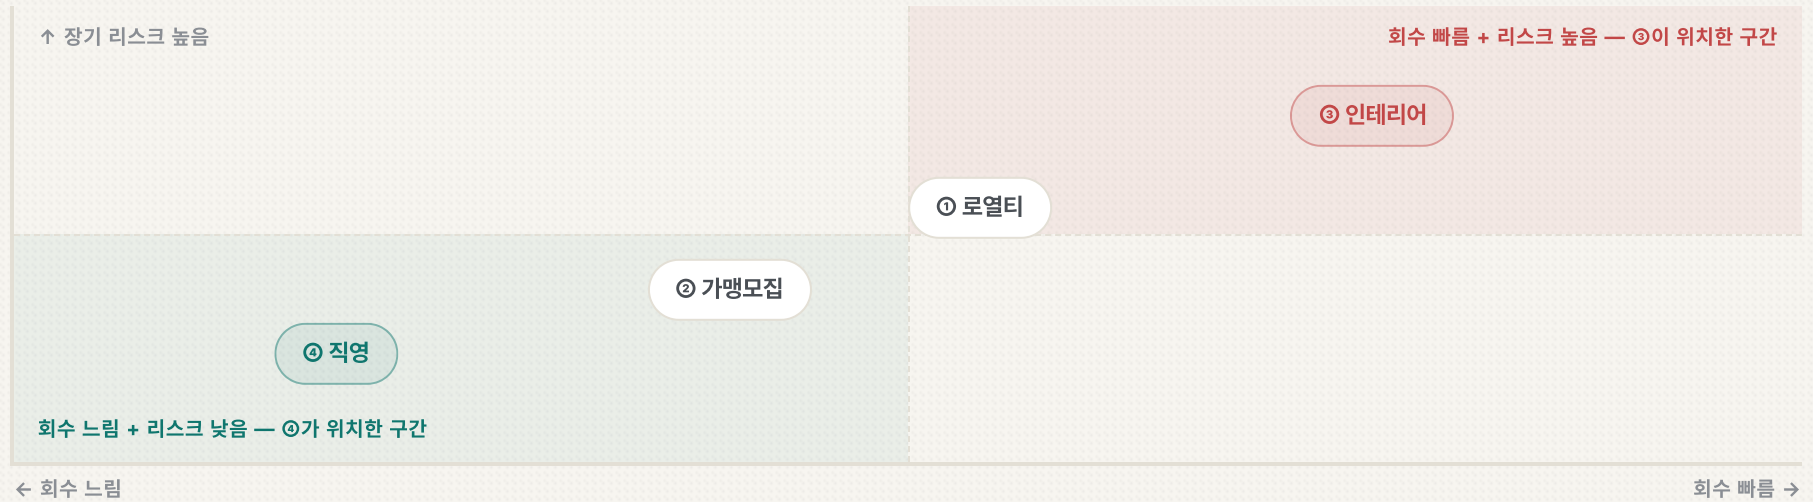 ↑ 장기 리스크 높음
회수 빠름 + 리스크 높음 — ③이 위치한 구간
③ 인테리어
① 로열티
② 가맹모집
④ 직영
회수 느림 + 리스크 낮음 — ④가 위치한 구간
← 회수 느림
회수 빠름 →